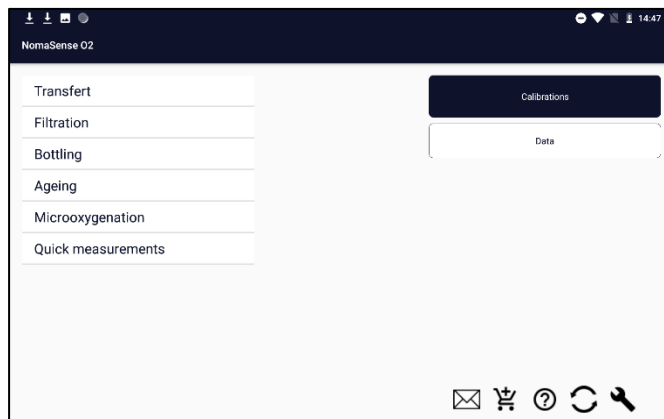 14:47
NomaSense O2
Transfert
Filtration
Bottling
Ageing
Microoxygenation
Quick measurements
Calibrations
Data